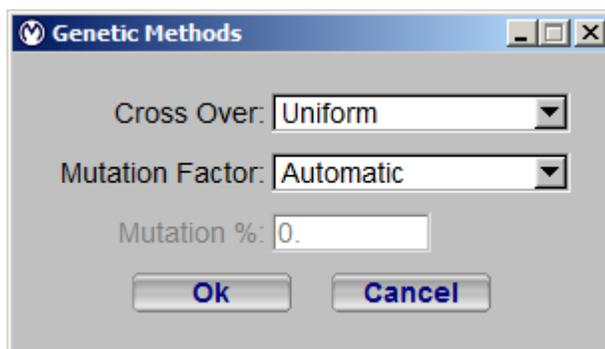 Genetic Methods
Cross Over: Uniform
Mutation Factor: Automatic
Mutation %: 0.
Ok Cancel